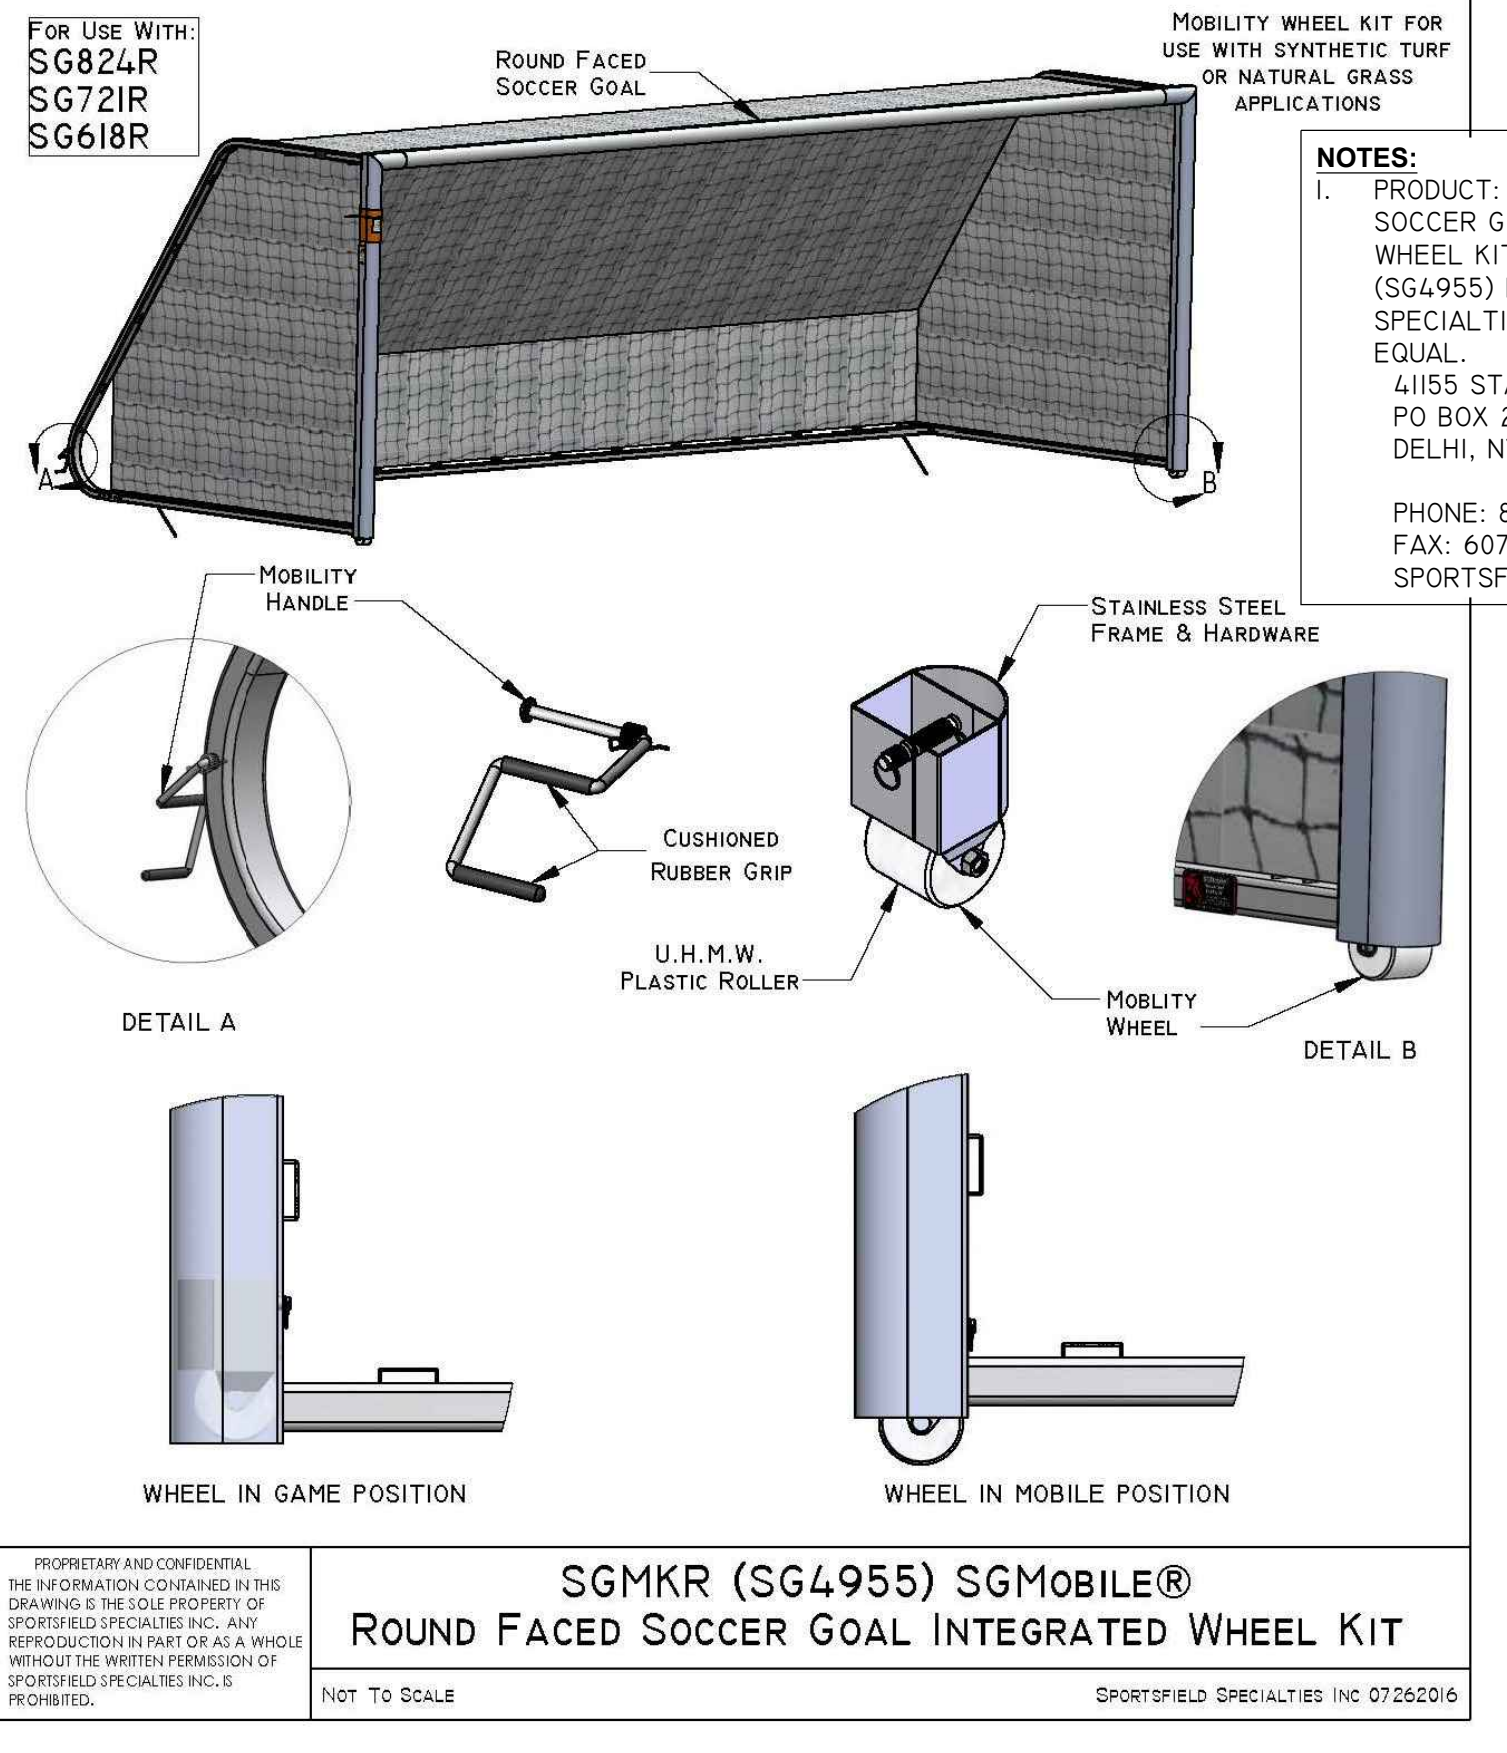 FOR USE WITH:
SG824R
SG721R
SG618R
ROUND FACED
SOCCER GOAL
MOBILITY WHEEL KIT FOR
USE WITH SYNTHETIC TURF
OR NATURAL GRASS
APPLICATIONS
NOTES:
1. PRODUCT:
SOCCER G
WHEEL KIT
(SG4955)
SPECIALTI
EQUAL.
41155 STA
PO BOX 2
DELHI, N
PHONE: 8
FAX: 607
SPORTSF
A
B
MOBILITY
HANDLE
STAINLESS STEEL
FRAME & HARDWARE
CUSHIONED
RUBBER GRIP
U.H.M.W.
PLASTIC ROLLER
MOBLITY
WHEEL
DETAIL A
DETAIL B
WHEEL IN GAME POSITION
WHEEL IN MOBILE POSITION
PROPRIETARY AND CONFIDENTIAL
THE INFORMATION CONTAINED IN THIS
DRAWING IS THE SOLE PROPERTY OF
SPORTSFIELD SPECIALTIES INC. ANY
REPRODUCTION IN PART OR AS A WHOLE
WITHOUT THE WRITTEN PERMISSION OF
SPORTSFIELD SPECIALTIES INC. IS
PROHIBITED.
SGMKR (SG4955) SGMOBILE®
ROUND FACED SOCCER GOAL INTEGRATED WHEEL KIT
NOT TO SCALE
SPORTSFIELD SPECIALTIES INC 07262016